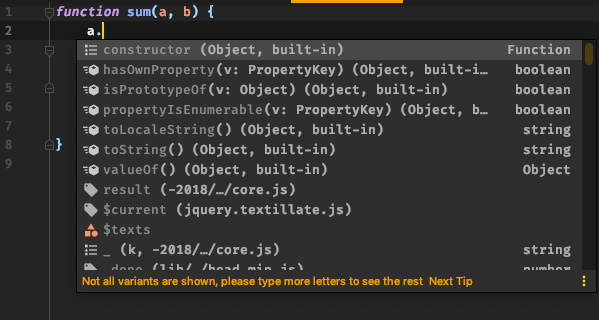 1 function sum(a, b) {
2 a.
3 constructor (Object, built-in) Function
4 hasOwnProperty(v: PropertyKey) (Object, built-i… boolean
5 isPrototypeOf(v: Object) (Object, built-in) boolean
6 propertyIsEnumerable(v: PropertyKey) (Object, b… boolean
7 toLocaleString() (Object, built-in) string
8 } toString() (Object, built-in) string
9 valueOf() (Object, built-in) Object
result (-2018/…/core.js)
$current (jquery.textillate.js)
$texts
_ (k, -2018/…/core.js) string
Not all variants are shown, please type more letters to see the rest Next Tip